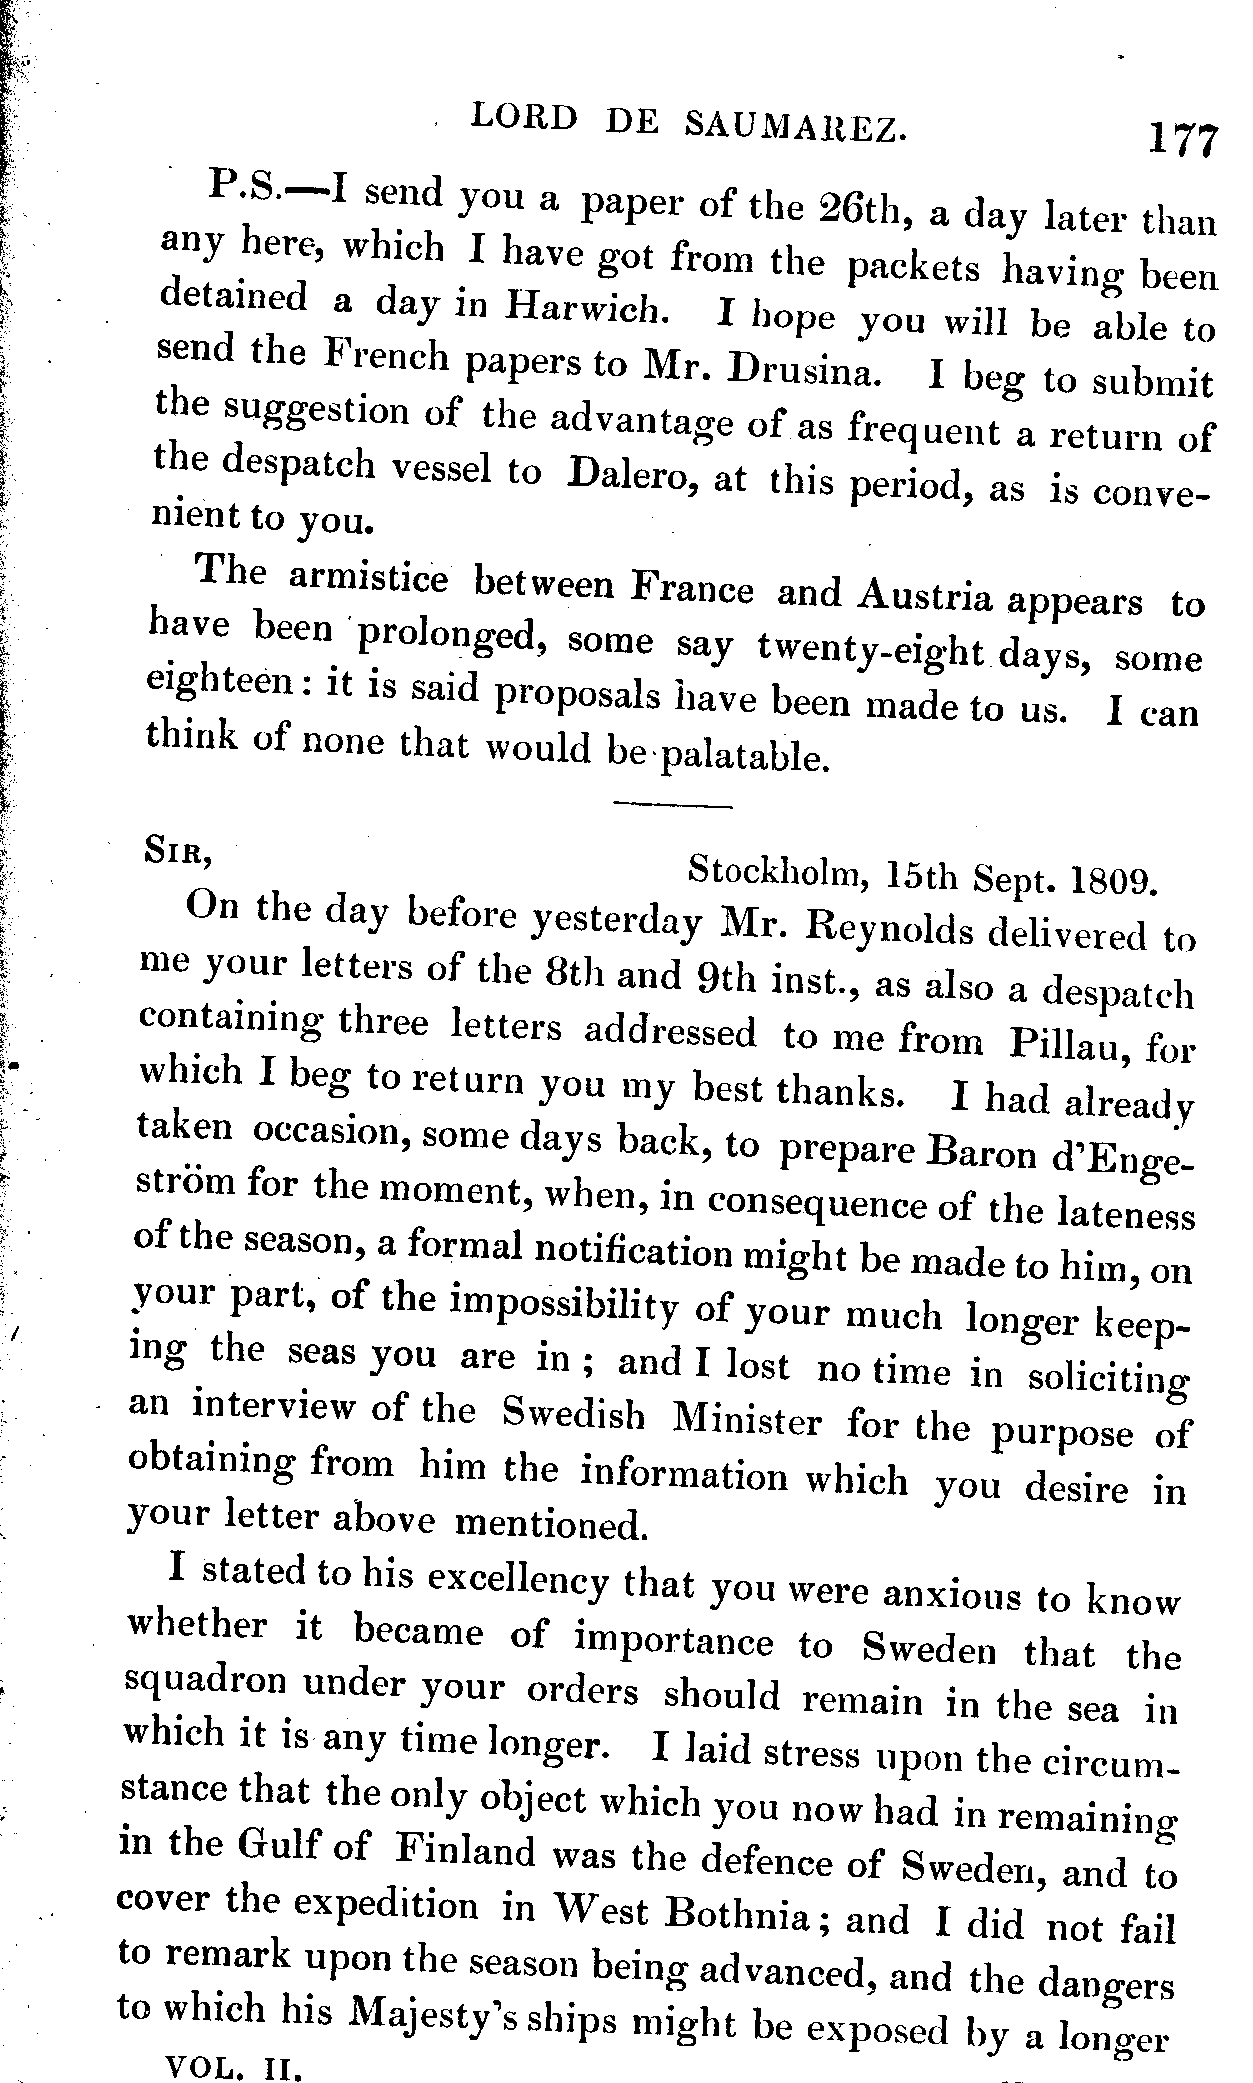 LORD DE SAUMAREZ. 177
P.S.—I send you a paper of the 26th, a day later than
any here, which I have got from the packets having been
detained a day in Harwich. I hope you will be able to
send the French papers to Mr. Drusina. I beg to submit
the suggestion of the advantage of as frequent a return of
the despatch vessel to Dalero, at this period, as is conve-
nient to you.
The armistice between France and Austria appears to
have been prolonged, some say twenty-eight days, some
eighteen: it is said proposals have been made to us. I can
think of none that would be palatable.
SIR,
Stockholm, 15th Sept. 1809.
On the day before yesterday Mr. Reynolds delivered to
me your letters of the 8th and 9th inst., as also a despatch
containing three letters addressed to me from Pillau, for
which I beg to return you my best thanks. I had already
taken occasion, some days back, to prepare Baron d'Enge-
ström for the moment, when, in consequence of the lateness
of the season, a formal notification might be made to him, on
your part, of the impossibility of your much longer keep-
ing the seas you are in; and I lost no time in soliciting
an interview of the Swedish Minister for the purpose of
obtaining from him the information which you desire in
your letter above mentioned.
I stated to his excellency that you were anxious to know
whether it became of importance to Sweden that the
squadron under your orders should remain in the sea in
which it is any time longer. I laid stress upon the circum-
stance that the only object which you now had in remaining
in the Gulf of Finland was the defence of Sweden, and to
cover the expedition in West Bothnia; and I did not fail
to remark upon the season being advanced, and the dangers
to which his Majesty's ships might be exposed by a longer
VOL. II.